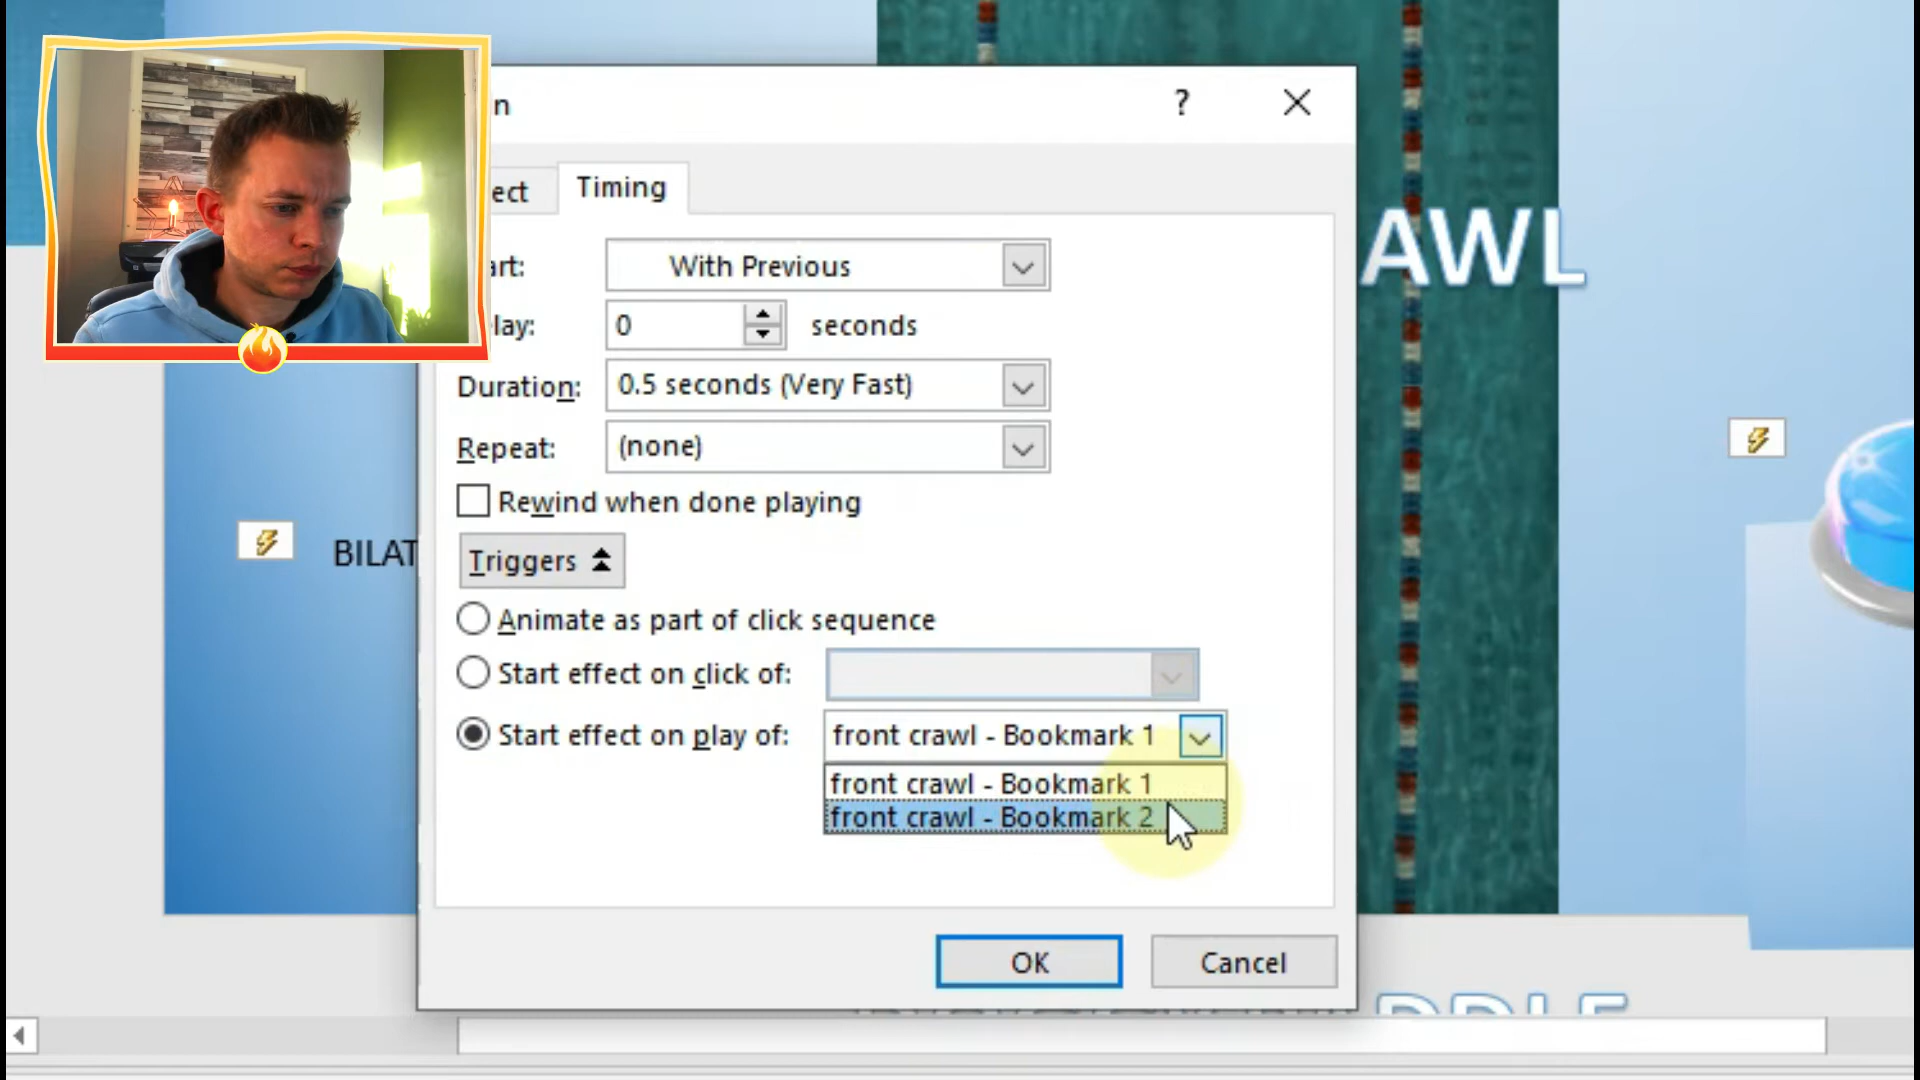 n ?
ect Timing
art: With Previous
elay: 0 seconds
Duration: 0.5 seconds (Very Fast)
Repeat: (none)
Rewind when done playing
Triggers
Animate as part of click sequence
Start effect on click of:
Start effect on play of: front crawl - Bookmark 1
front crawl - Bookmark 1
front crawl - Bookmark 2
OK Cancel
AWL
BILAT
DDLE